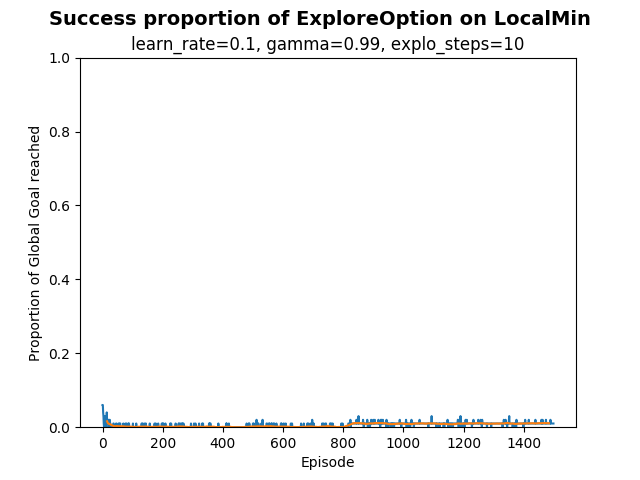 Success proportion of ExploreOption on LocalMin
learn_rate=0.1, gamma=0.99, explo_steps=10
1.0
0.8
0.6
0.4
0.2
0.0
Proportion of Global Goal reached
0 200 400 600 800 1000 1200 1400
Episode